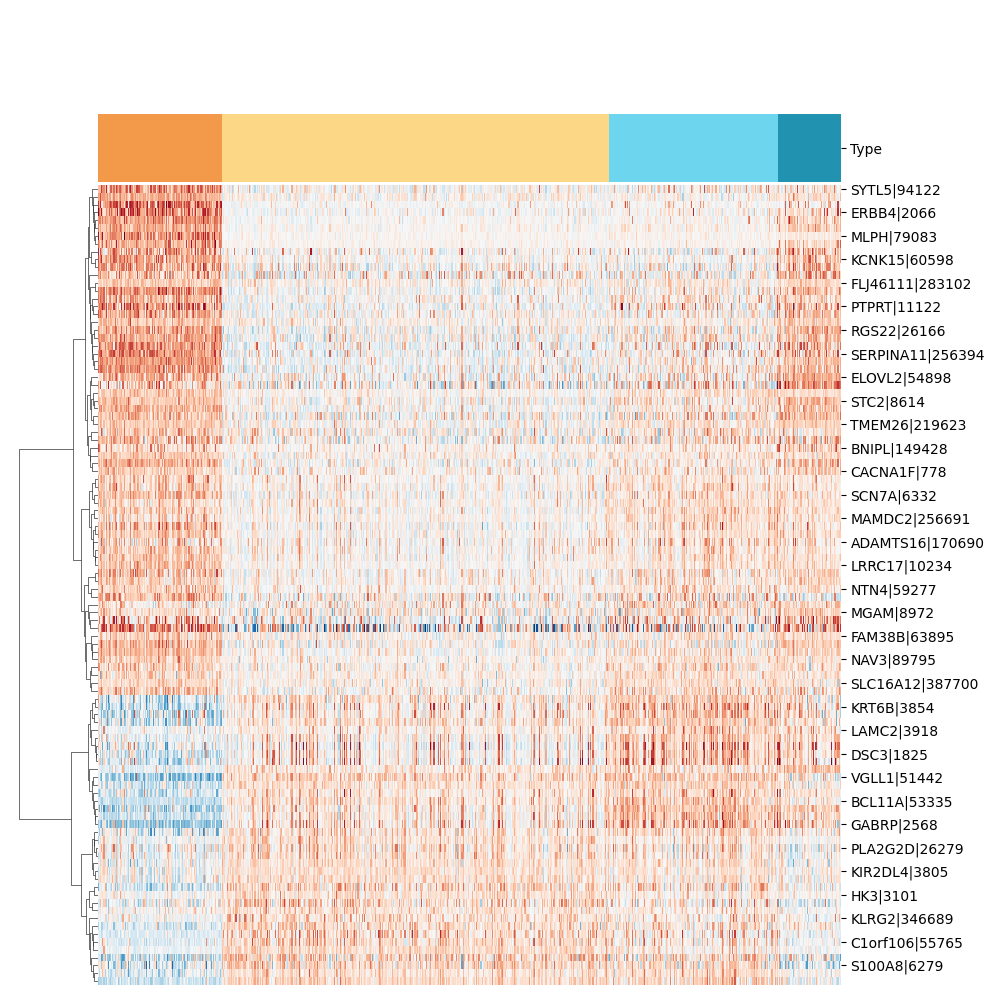 Type
SYTL5|94122
ERBB4|2066
MLPH|79083
KCNK15|60598
FLJ46111|283102
PTPRT|11122
RGS22|26166
SERPINA11|256394
ELOVL2|54898
STC2|8614
TMEM26|219623
BNIPL|149428
CACNA1F|778
SCN7A|6332
MAMDC2|256691
ADAMTS16|170690
LRRC17|10234
NTN4|59277
MGAM|8972
FAM38B|63895
NAV3|89795
SLC16A12|387700
KRT6B|3854
LAMC2|3918
DSC3|1825
VGLL1|51442
BCL11A|53335
GABRP|2568
PLA2G2D|26279
KIR2DL4|3805
HK3|3101
KLRG2|346689
C1orf106|55765
S100A8|6279